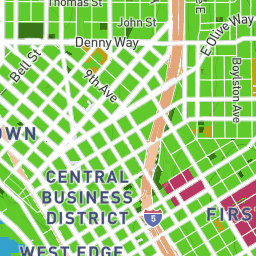 Thomas St
John St
Denny Way
E Olive Way
Bell St
9th Ave
Boylston Ave
E
OWN
CENTRAL
BUSINESS
DISTRICT
5
FIRS
WEST EDGE